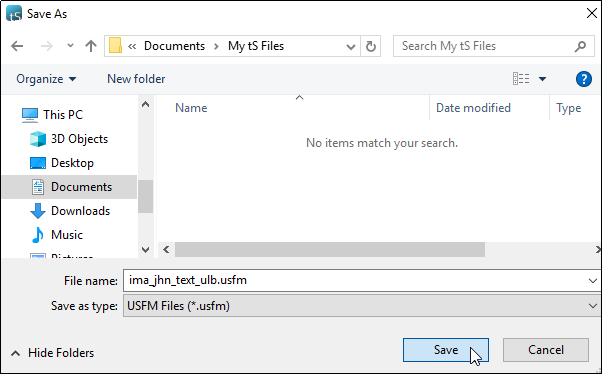 tS Save As
« Documents > My tS Files
Search My tS Files
Organize
New folder
?
This PC
3D Objects
Desktop
Documents
Downloads
Music
Pictures
Name
Date modified
Type
No items match your search.
File name: ima_jhn_text_ulb.usfm
Save as type: USFM Files (*.usfm)
Hide Folders
Save
Cancel